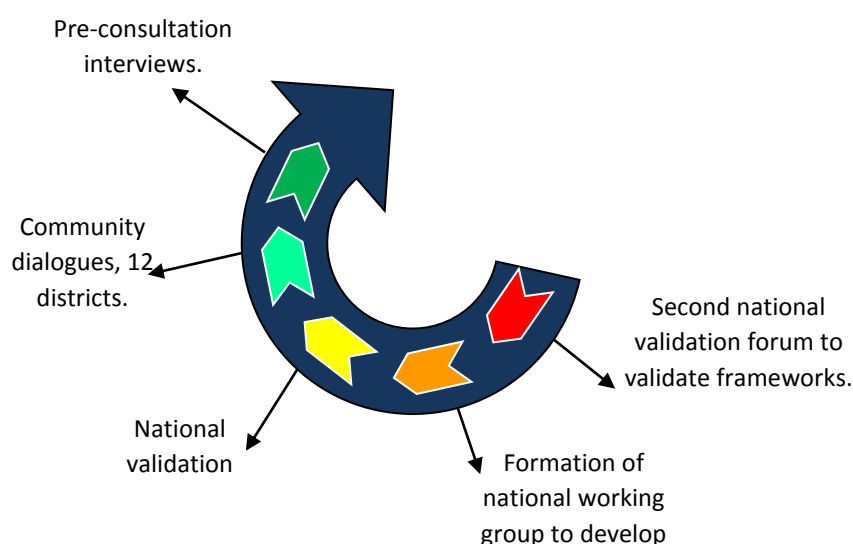 Pre-consultation
interviews.
Community
dialogues, 12
districts.
National
validation
Second national
validation forum to
validate frameworks.
Formation of
national working
group to develop